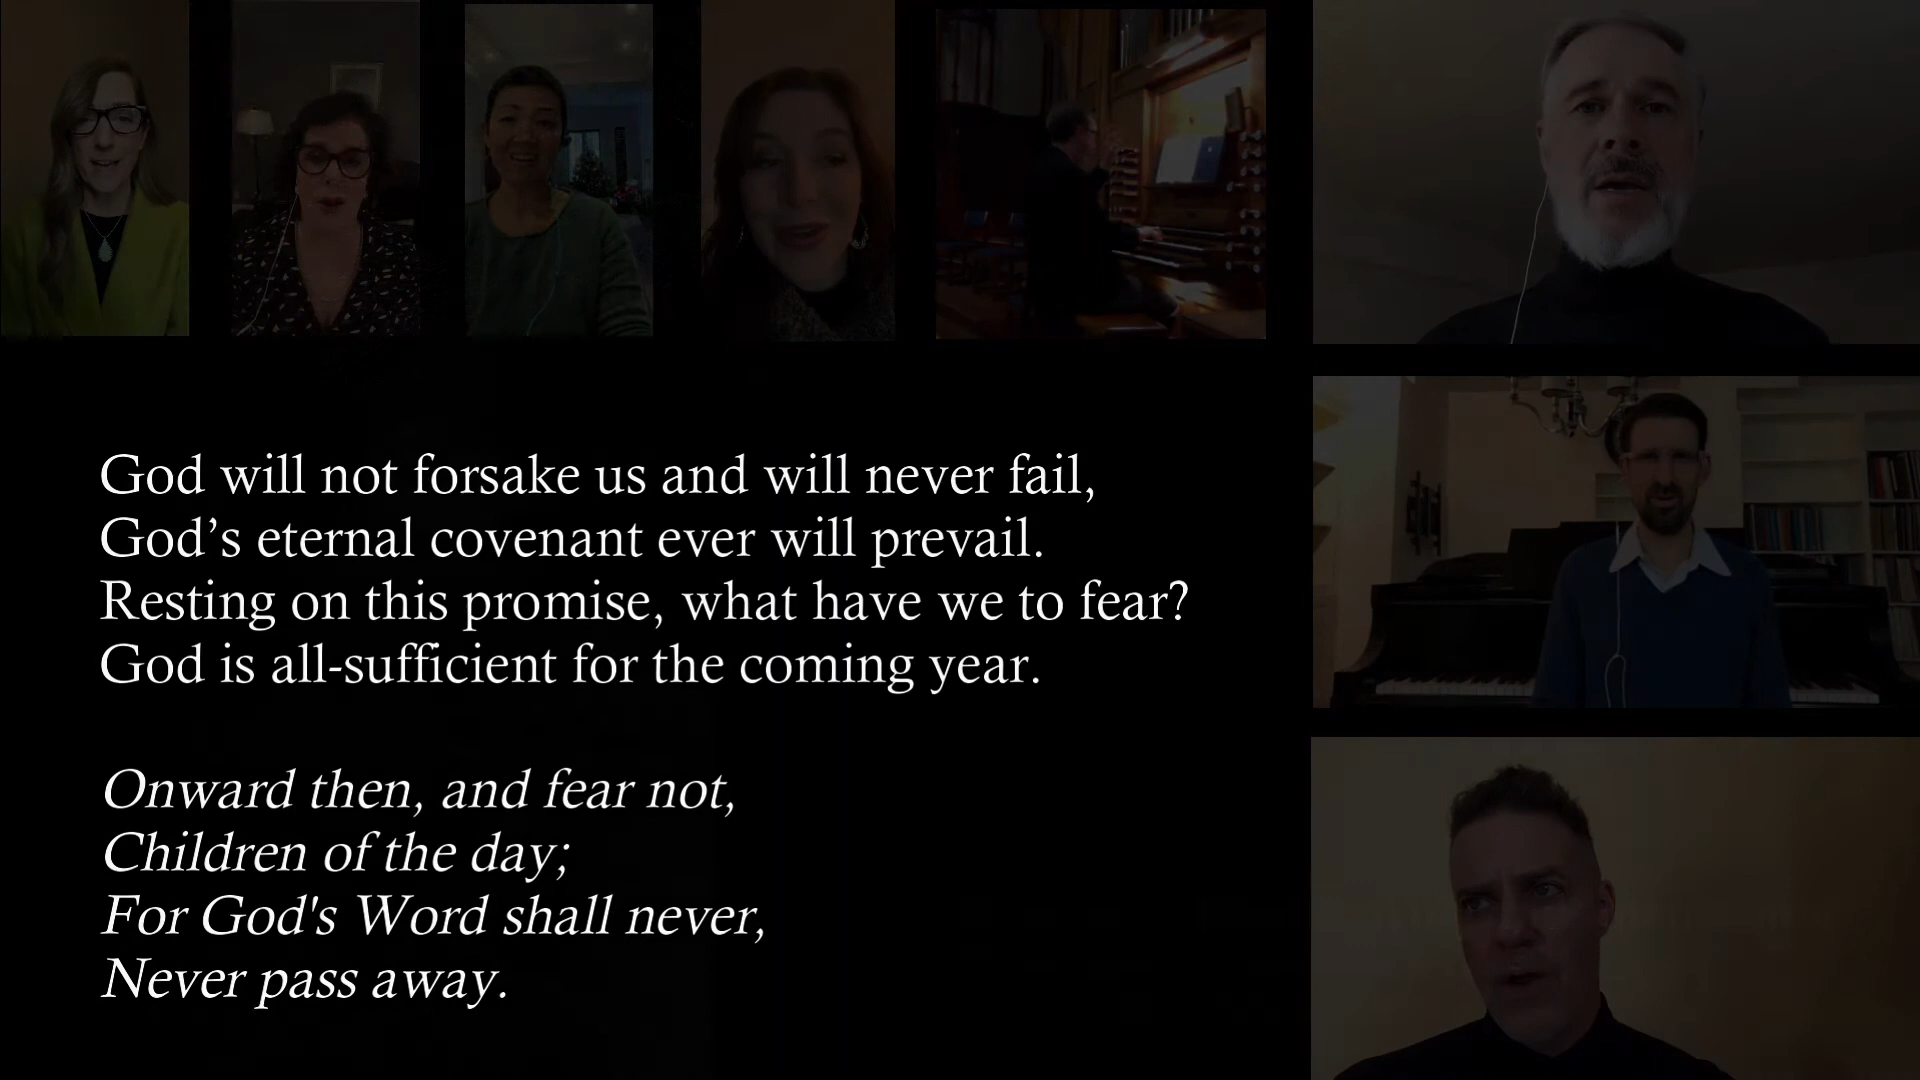 God will not forsake us and will never fail,
God’s eternal covenant ever will prevail.
Resting on this promise, what have we to fear?
God is all-sufficient for the coming year.
Onward then, and fear not,
Children of the day;
For God's Word shall never,
Never pass away.